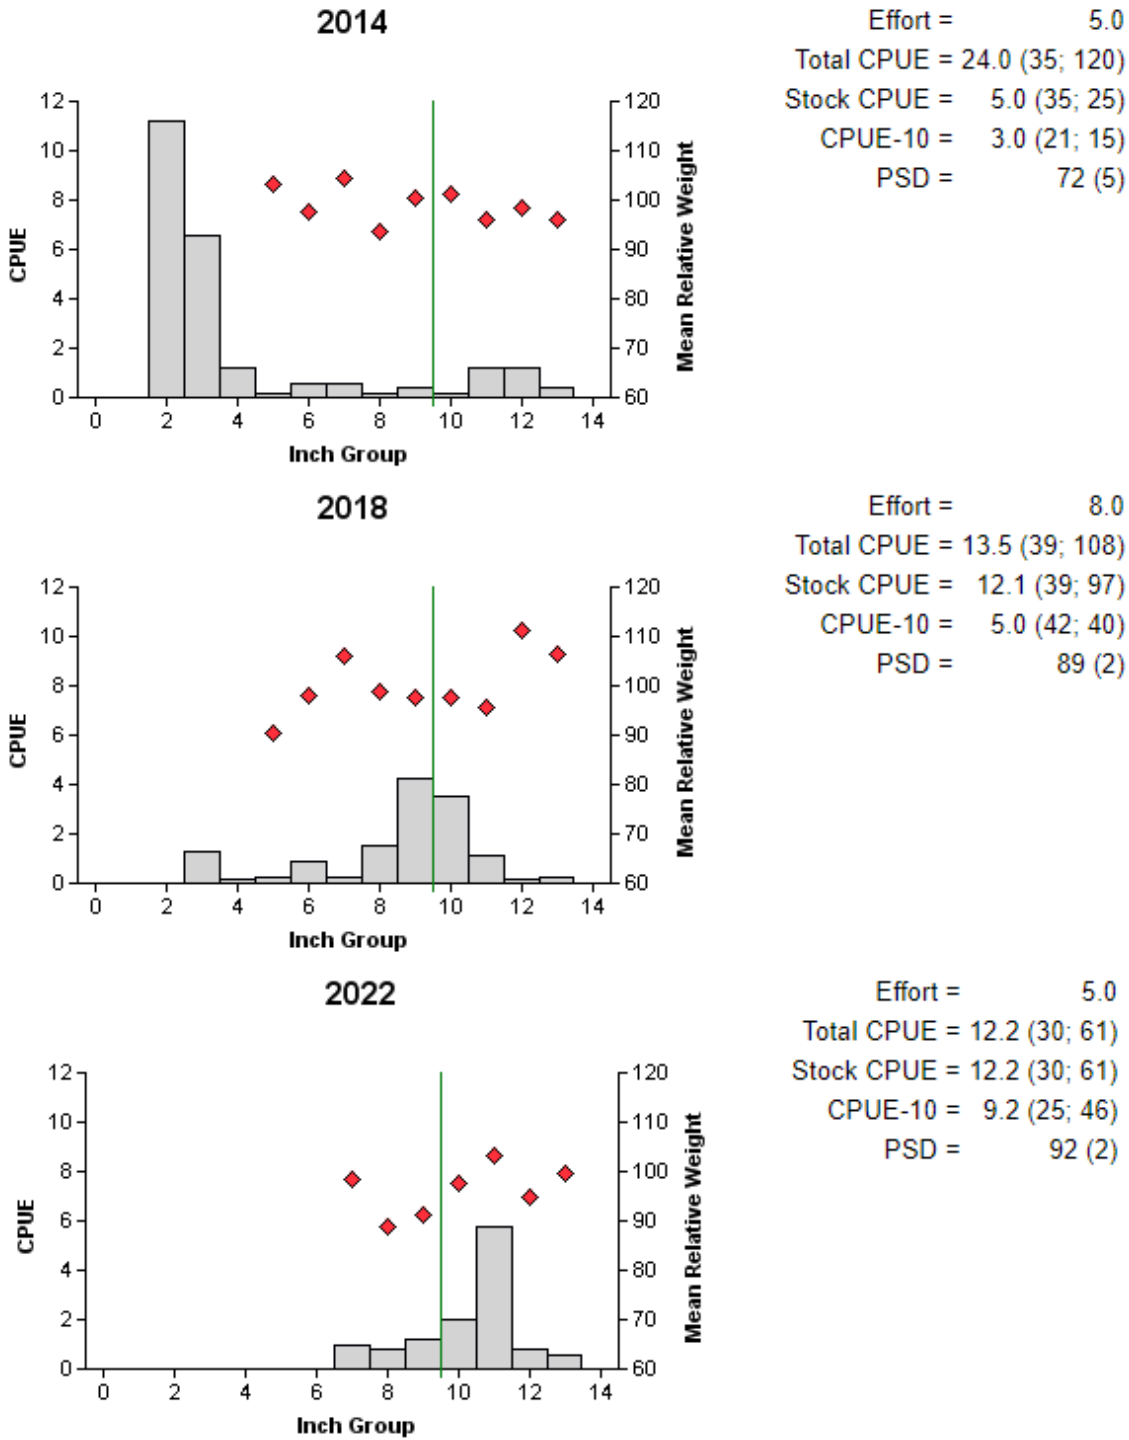 2014
Effort = 5.0
Total CPUE = 24.0 (35; 120)
Stock CPUE = 5.0 (35; 25)
CPUE-10 = 3.0 (21; 15)
PSD = 72 (5)
12 120
10 110
8 100
6 90
4 80
2 70
0 60
CPUE
Mean Relative Weight
0 2 4 6 8 10 12 14
Inch Group
2018
Effort = 8.0
Total CPUE = 13.5 (39; 108)
Stock CPUE = 12.1 (39; 97)
CPUE-10 = 5.0 (42; 40)
PSD = 89 (2)
12 120
10 110
8 100
6 90
4 80
2 70
0 60
CPUE
Mean Relative Weight
0 2 4 6 8 10 12 14
Inch Group
2022
Effort = 5.0
Total CPUE = 12.2 (30; 61)
Stock CPUE = 12.2 (30; 61)
CPUE-10 = 9.2 (25; 46)
PSD = 92 (2)
12 120
10 110
8 100
6 90
4 80
2 70
0 60
CPUE
Mean Relative Weight
0 2 4 6 8 10 12 14
Inch Group